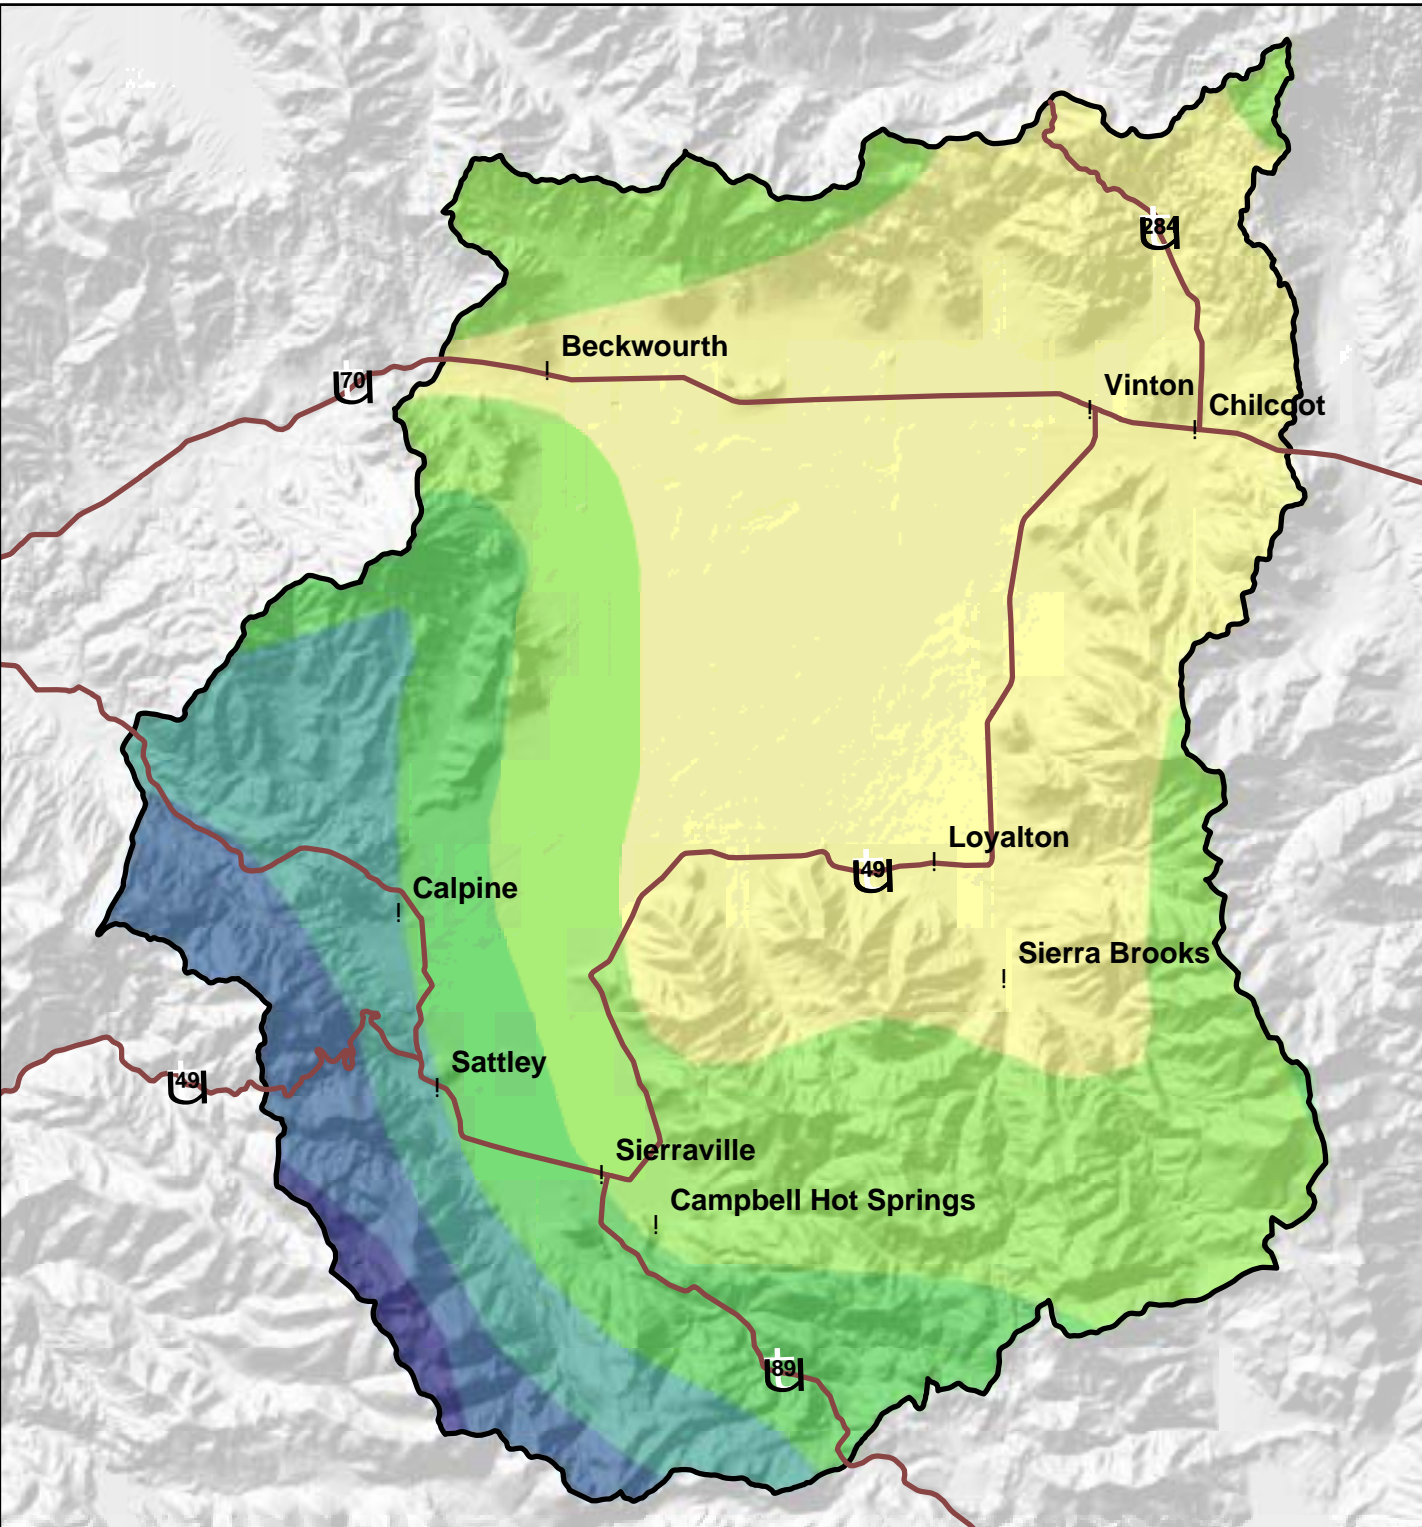 284
Beckwourth
70
Vinton
Chilcoot
Loyalton
49
Calpine
Sierra Brooks
Sattley
49
Sierraville
Campbell Hot Springs
89